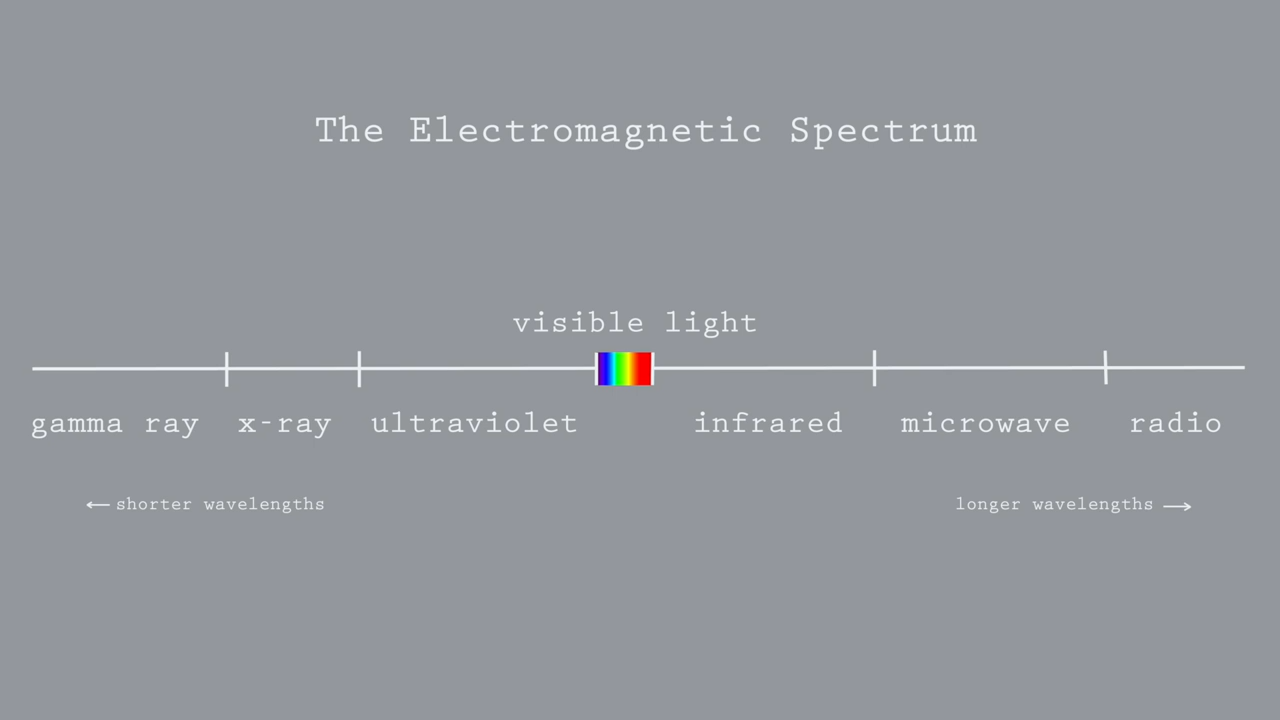 The Electromagnetic Spectrum
visible light
gamma ray x-ray ultraviolet infrared microwave radio
← shorter wavelengths longer wavelengths →